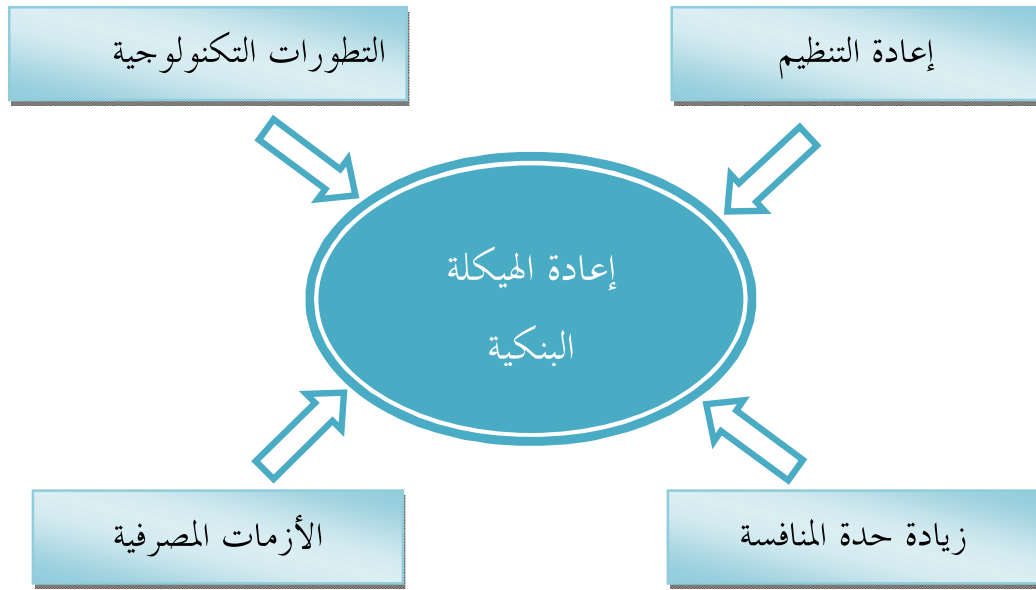 إعادة التنظيم
التطورات التكنولوجية
إعادة الهيكلة
البنكية
زيادة حدة المنافسة
الأزمات المصرفية